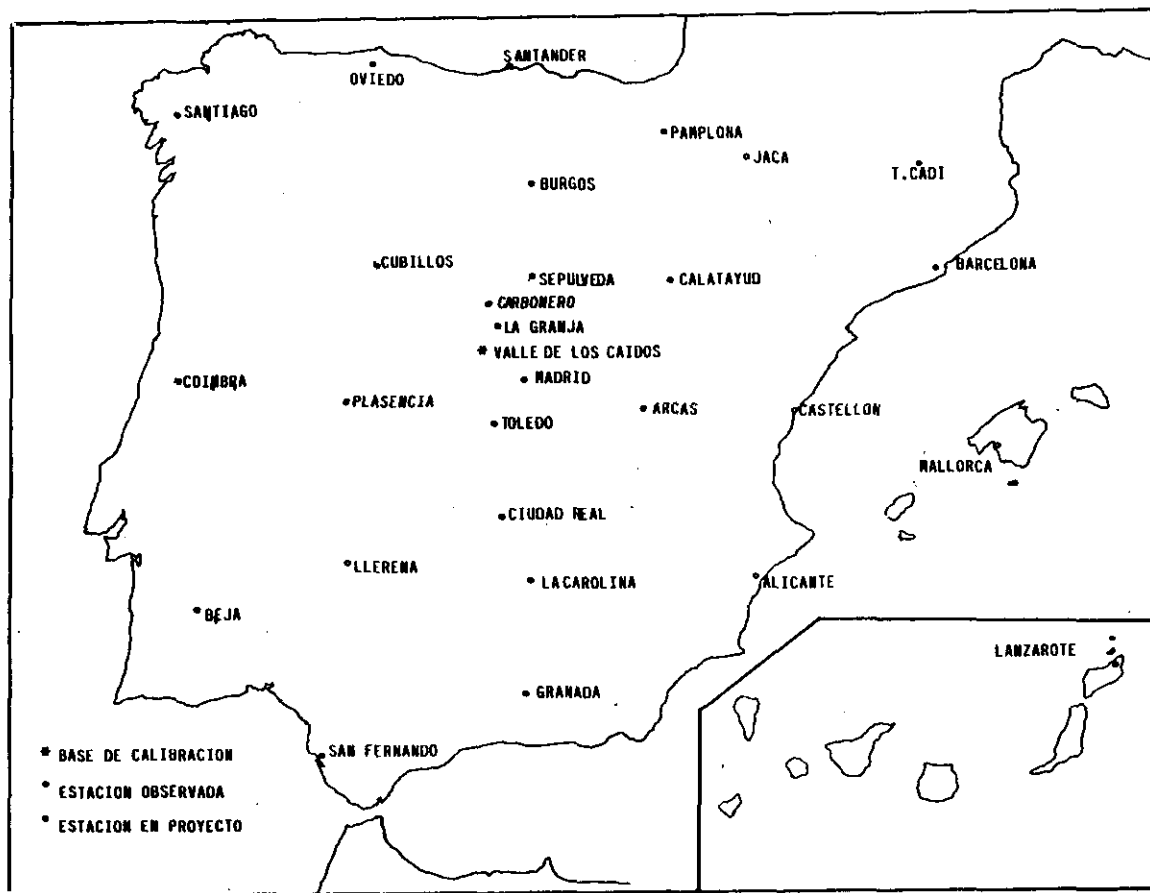 SANTANDER
OVIEDO
SANTIAGO
PAMPLONA
JACA
T.CADI
BURGOS
CUBILLOS
SEPULVEDA
CALATAYUD
BARCELONA
CARBONERO
LA GRANJA
* VALLE DE LOS CAIDOS
MADRID
COIMBRA
PLASENCIA
ARCAS
CASTELLON
TOLEDO
MALLORCA
CIUDAD REAL
LLERENA
LACAROLINA
ALICANTE
BEJA
LANZAROTE
GRANADA
SAN FERNANDO
* BASE DE CALIBRACION
• ESTACION OBSERVADA
• ESTACION EN PROYECTO